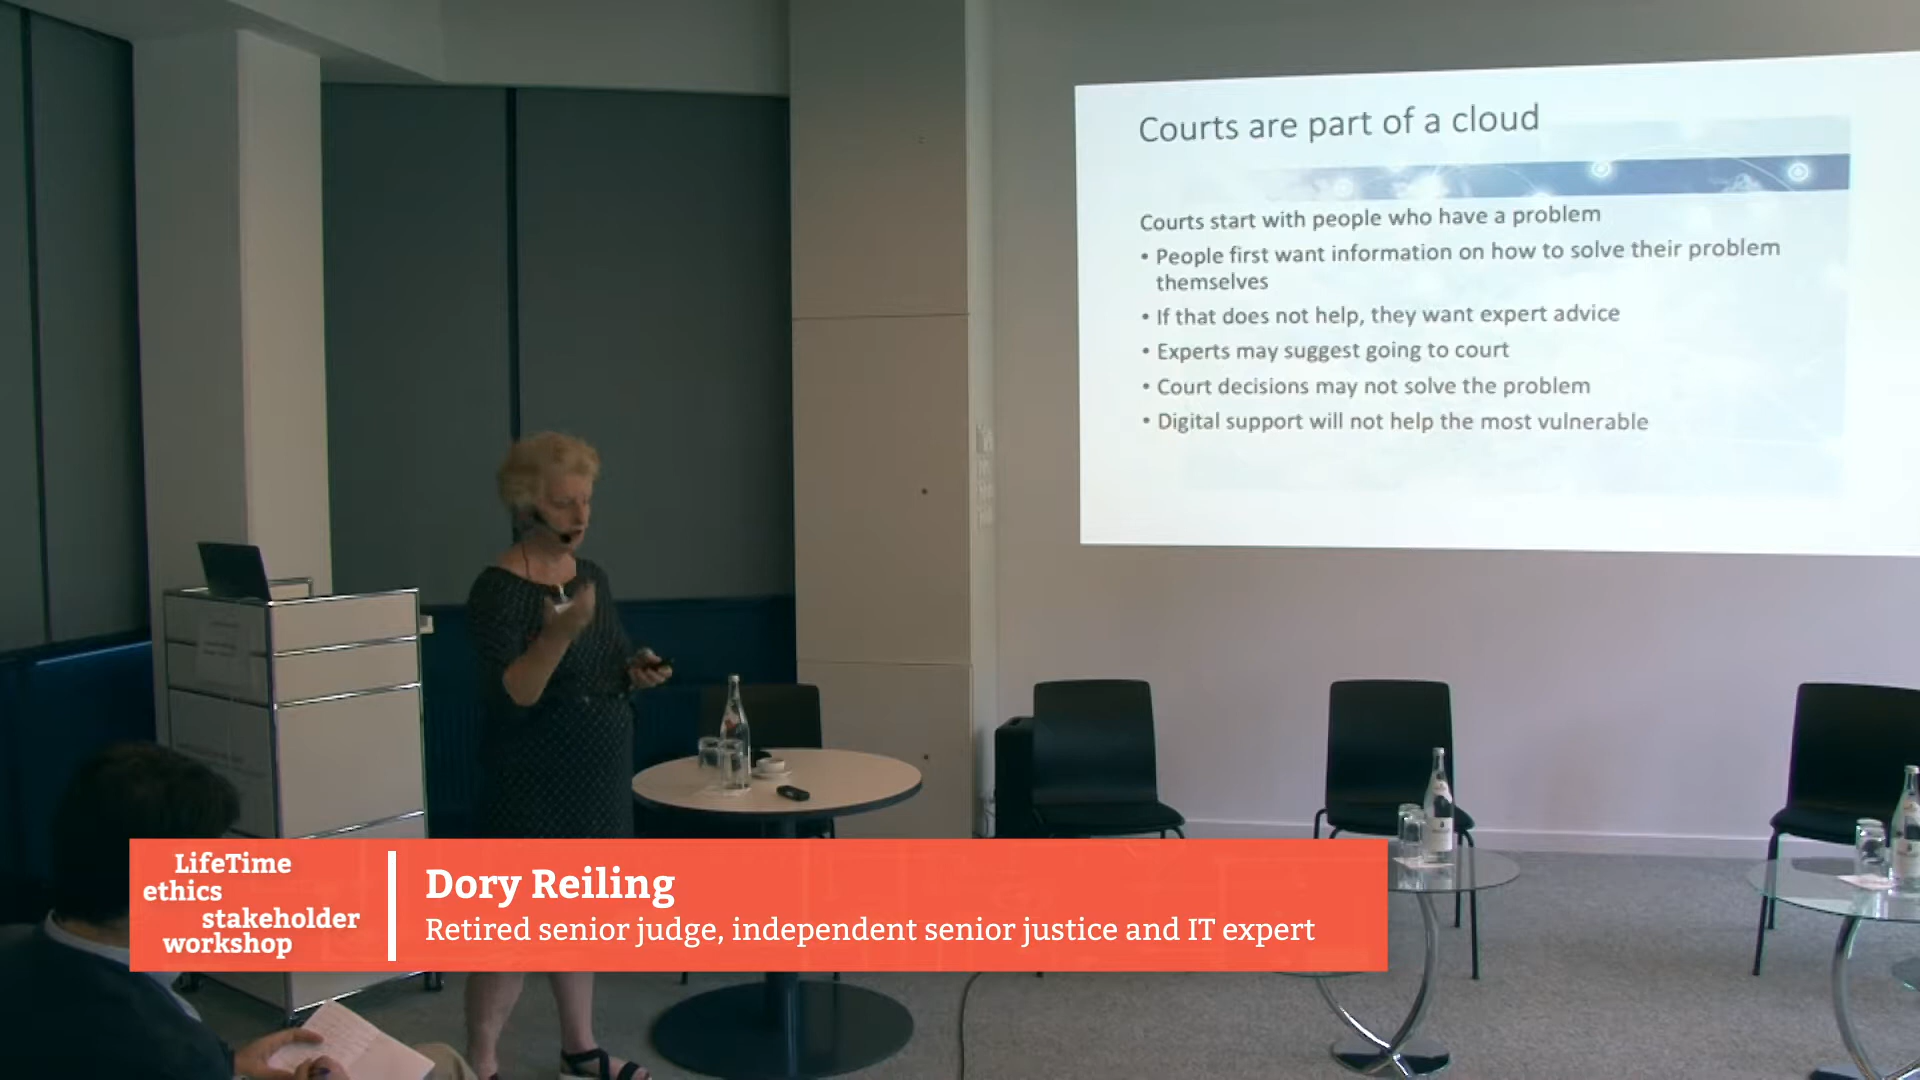 Courts are part of a cloud
Courts start with people who have a problem
• People first want information on how to solve their problem
themselves
• If that does not help, they want expert advice
• Experts may suggest going to court
• Court decisions may not solve the problem
• Digital support will not help the most vulnerable
LifeTime
ethics
stakeholder
workshop
Dory Reiling
Retired senior judge, independent senior justice and IT expert